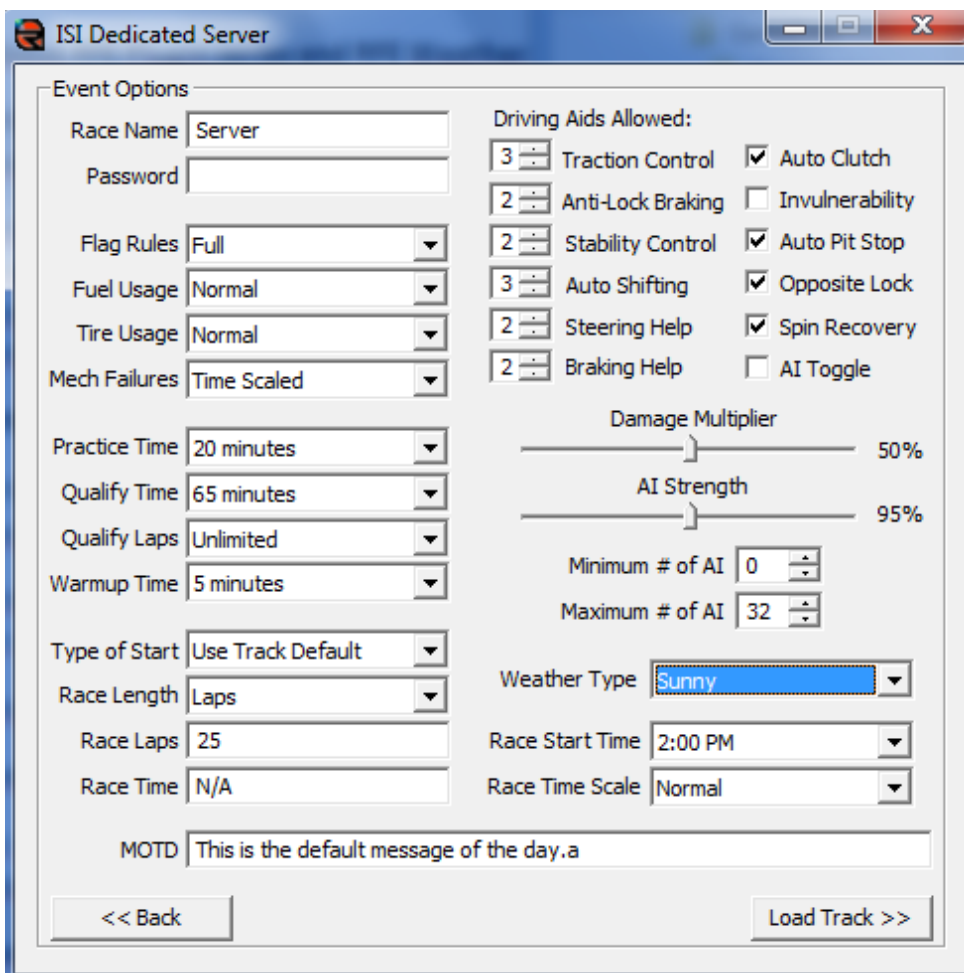 ISI Dedicated Server
Event Options
Race Name Server
Password
Flag Rules Full
Fuel Usage Normal
Tire Usage Normal
Mech Failures Time Scaled
Practice Time 20 minutes
Qualify Time 65 minutes
Qualify Laps Unlimited
Warmup Time 5 minutes
Type of Start Use Track Default
Race Length Laps
Race Laps 25
Race Time N/A
Driving Aids Allowed:
3 Traction Control Auto Clutch
2 Anti-Lock Braking Invulnerability
2 Stability Control Auto Pit Stop
3 Auto Shifting Opposite Lock
2 Steering Help Spin Recovery
2 Braking Help AI Toggle
Damage Multiplier
50%
AI Strength
95%
Minimum # of AI 0
Maximum # of AI 32
Weather Type Sunny
Race Start Time 2:00 PM
Race Time Scale Normal
MOTD This is the default message of the day.a
<< Back
Load Track >>